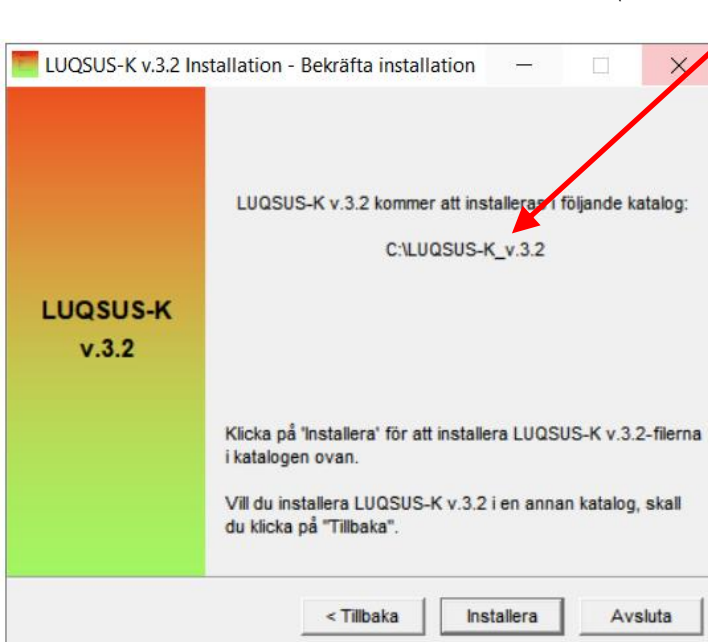 LUQSUS-K v.3.2 Installation - Bekräfta installation
LUQSUS-K v.3.2 kommer att installeras i följande katalog:
C:\LUQSUS-K_v.3.2
LUQSUS-K
v.3.2
Klicka på 'Installera' för att installera LUQSUS-K v.3.2-filerna
i katalogen ovan.
Vill du installera LUQSUS-K v.3.2 i en annan katalog, skall
du klicka på "Tillbaka".
< Tillbaka
Installera
Avsluta